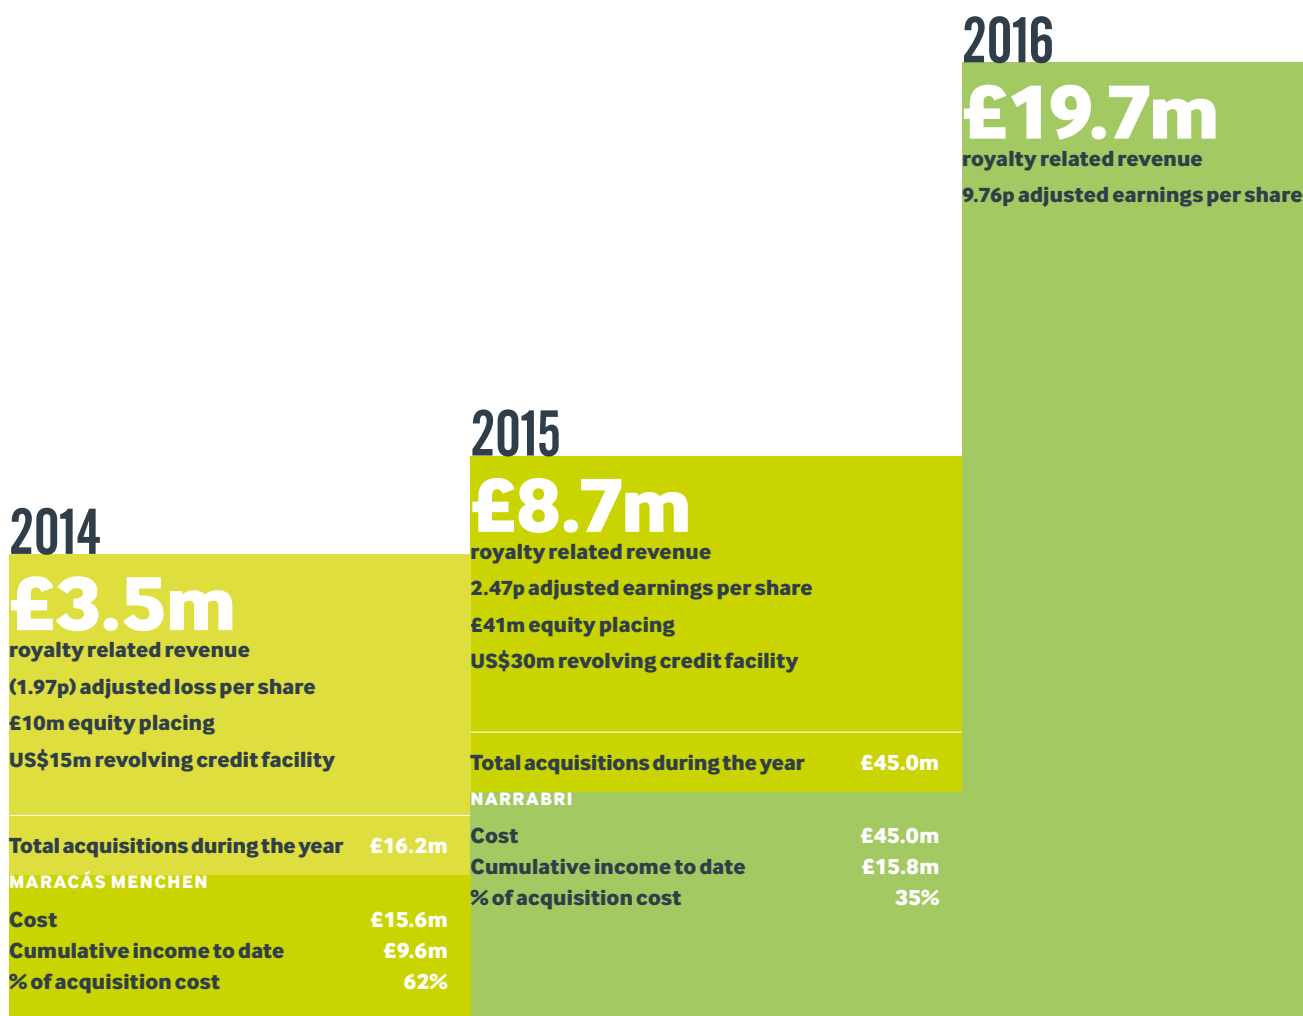 2014
£3.5m
royalty related revenue
(1.97p) adjusted loss per share
£10m equity placing
US$15m revolving credit facility
Total acquisitions during the year £16.2m
MARACÁS MENCHEN
Cost £15.6m
Cumulative income to date £9.6m
% of acquisition cost 62%
2015
£8.7m
royalty related revenue
2.47p adjusted earnings per share
£41m equity placing
US$30m revolving credit facility
Total acquisitions during the year £45.0m
NARRABRI
Cost £45.0m
Cumulative income to date £15.8m
% of acquisition cost 35%
2016
£19.7m
royalty related revenue
9.76p adjusted earnings per share